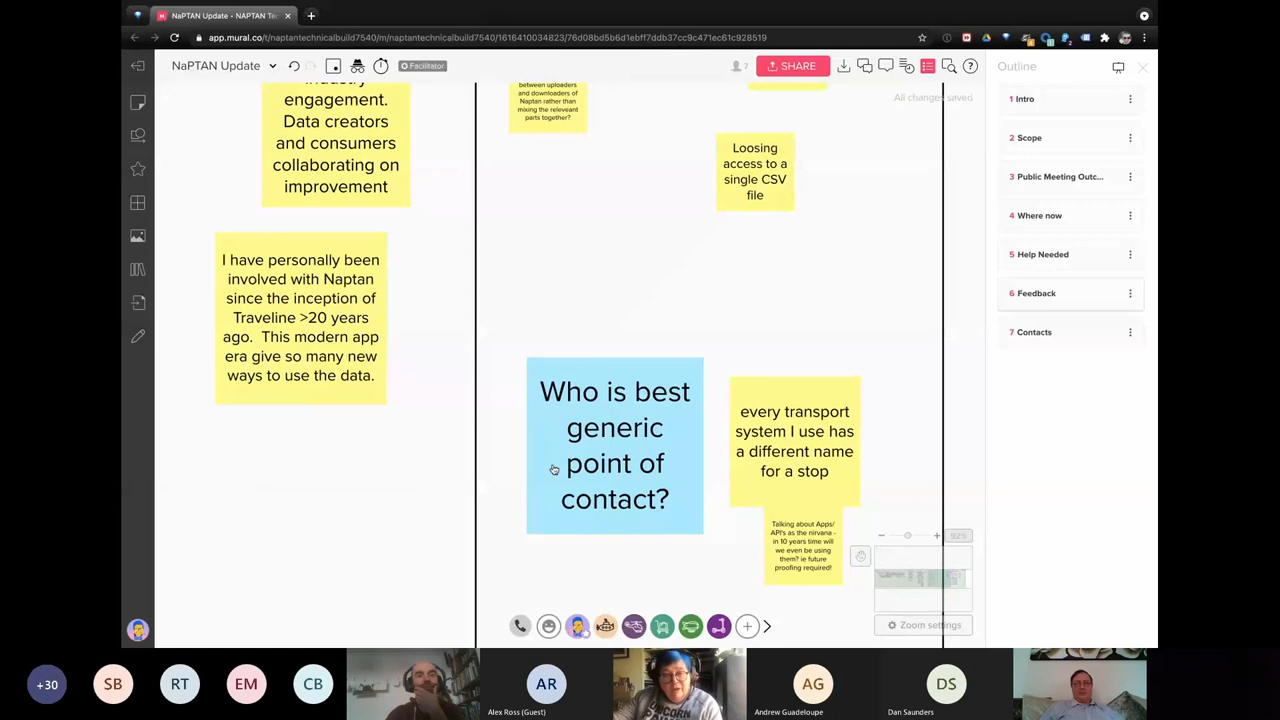 NaPTAN Update • NAPTAN Tec
app.mural.co/t/naptantechnicalbuild7540/m/naptantechnicalbuild7540/1616410034823/76d08bd5b6d1ebff7ddb37cc9c471ec61c928519
NaPTAN Update
Facilitator
7
SHARE
Outline
All changes saved
1 Intro
2 Scope
3 Public Meeting Outc...
4 Where now
5 Help Needed
6 Feedback
7 Contacts
engagement.
Data creators
and consumers
collaborating on
improvement
between uploaders
and downloaders of
Naptan rather than
mixing the releveant
parts together?
Loosing
access to a
single CSV
file
I have personally been
involved with Naptan
since the inception of
Traveline >20 years
ago. This modern app
era give so many new
ways to use the data.
Who is best
generic
point of
contact?
every transport
system I use has
a different name
for a stop
Talking about Apps/
API's as the nirvana -
in 10 years time will
we even be using
them? ie future
proofing required!
92%
Zoom settings
+30
SB
RT
EM
CB
AR
Alex Ross (Guest)
AG
Andrew Guadeloupe
DS
Dan Saunders